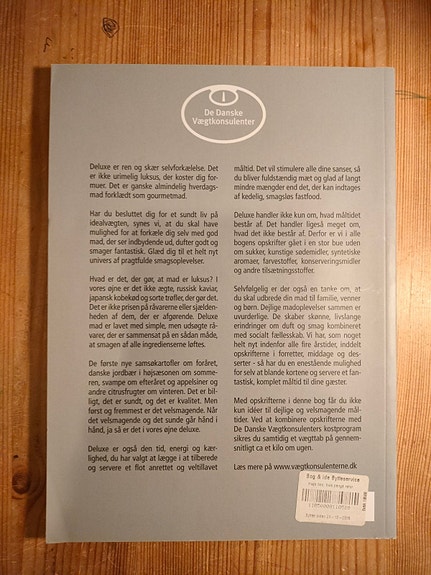 De Danske
Vægtkonsulenter
Deluxe er ren og skær selvforkælelse. Det
er ikke urimelig luksus, der koster dig for-
muer. Det er ganske almindelig hverdags-
mad forklædt som gourmetmad.
Har du besluttet dig for et sundt liv på
idealvægten, synes vi, at du skal have
mulighed for at forkæle dig selv med god
mad, der ser indbydende ud, dufter godt og
smager fantastisk. Glæd dig til et helt nyt
univers af pragtfulde smagsoplevelser.
Hvad er det, der gør, at mad er luksus? I
vores øjne er det ikke ægte, russisk kaviar,
japansk kobekød og sorte trøfler, der gør det.
Det er ikke prisen på råvarerne eller sjælden-
heden af dem, der er afgørende. Deluxe
mad er lavet med simple, men udsøgte rå-
varer, der er sammensat på en sådan måde,
at smagen af alle ingredienserne løftes.
De første nye samsøkartofler om foråret,
danske jordbær i højsæsonen om somme-
ren, svampe om efteråret og appelsiner og
andre citrusfrugter om vinteren. Det er bil-
ligt, det er sundt, og det er kvalitet. Men
først og fremmest er det velsmagende. Når
det velsmagende og det sunde går hånd i
hånd, ja så er det i vores øjne deluxe.
Deluxe er også den tid, energi og kær-
lighed, du har valgt at lægge i at tilberede
og servere et flot anrettet og veltillavet
måltid. Det vil stimulere alle dine sanser, så
du bliver fuldstændig mæt og glad af langt
mindre mængder end det, der kan indtages
af kedelig, smagsløs fastfood.
Deluxe handler ikke kun om, hvad måltidet
består af. Det handler ligeså meget om,
hvad det ikke består af. Derfor er vi i alle
bogens opskrifter gået i en stor bue uden
om sukker, kunstige sødemidler, syntetiske
aromaer, farvestoffer, konserveringsmidler
og andre tilsætningsstoffer.
Selvfølgelig er der også en tanke om, at
du skal udbrede din mad til familie, venner
og børn. Dejlige madoplevelser sammen er
uvurderlige. De skaber skønne, livslange
erindringer om duft og smag kombineret
med socialt fællesskab. Vi har, som noget
helt nyt indenfor alle fire årstider, inddelt
opskrifterne i forretter, middage og des-
serter - så har du en enestående mulighed
for selv at blande kortene og servere et fan-
tastisk, komplet måltid til dine gæster.
Med opskrifterne i denne bog får du ikke
kun idéer til dejlige og velsmagende mål-
tider. Ved at kombinere opskrifterne med
De Danske Vægtkonsulenters kostprogram
sikres du samtidig et vægttab på gennem-
snitligt ca et kilo om ugen.
Læs mere på www.vægtkonsulenterne.dk
Bog & ide Bytteservice